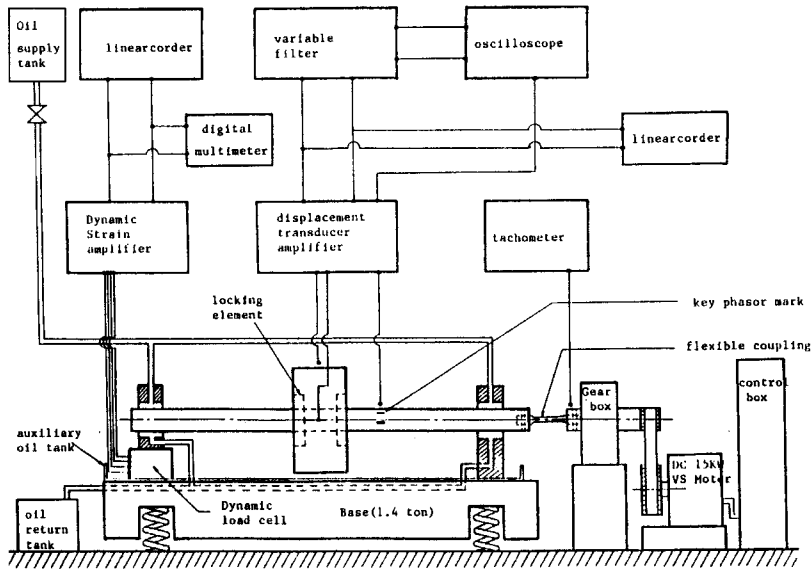 Oil
supply
tank
linearcorder
variable
filter
oscilloscope
digital
multimeter
linearcorder
Dynamic
Strain
amplifier
displacement
transducer
amplifier
tachometer
locking
element
key phasor mark
flexible coupling
Gear
box
control
box
auxiliary
oil tank
DC 15KW
VS Moter
oil
return
tank
Dynamic
load cell
Base(1.4 ton)